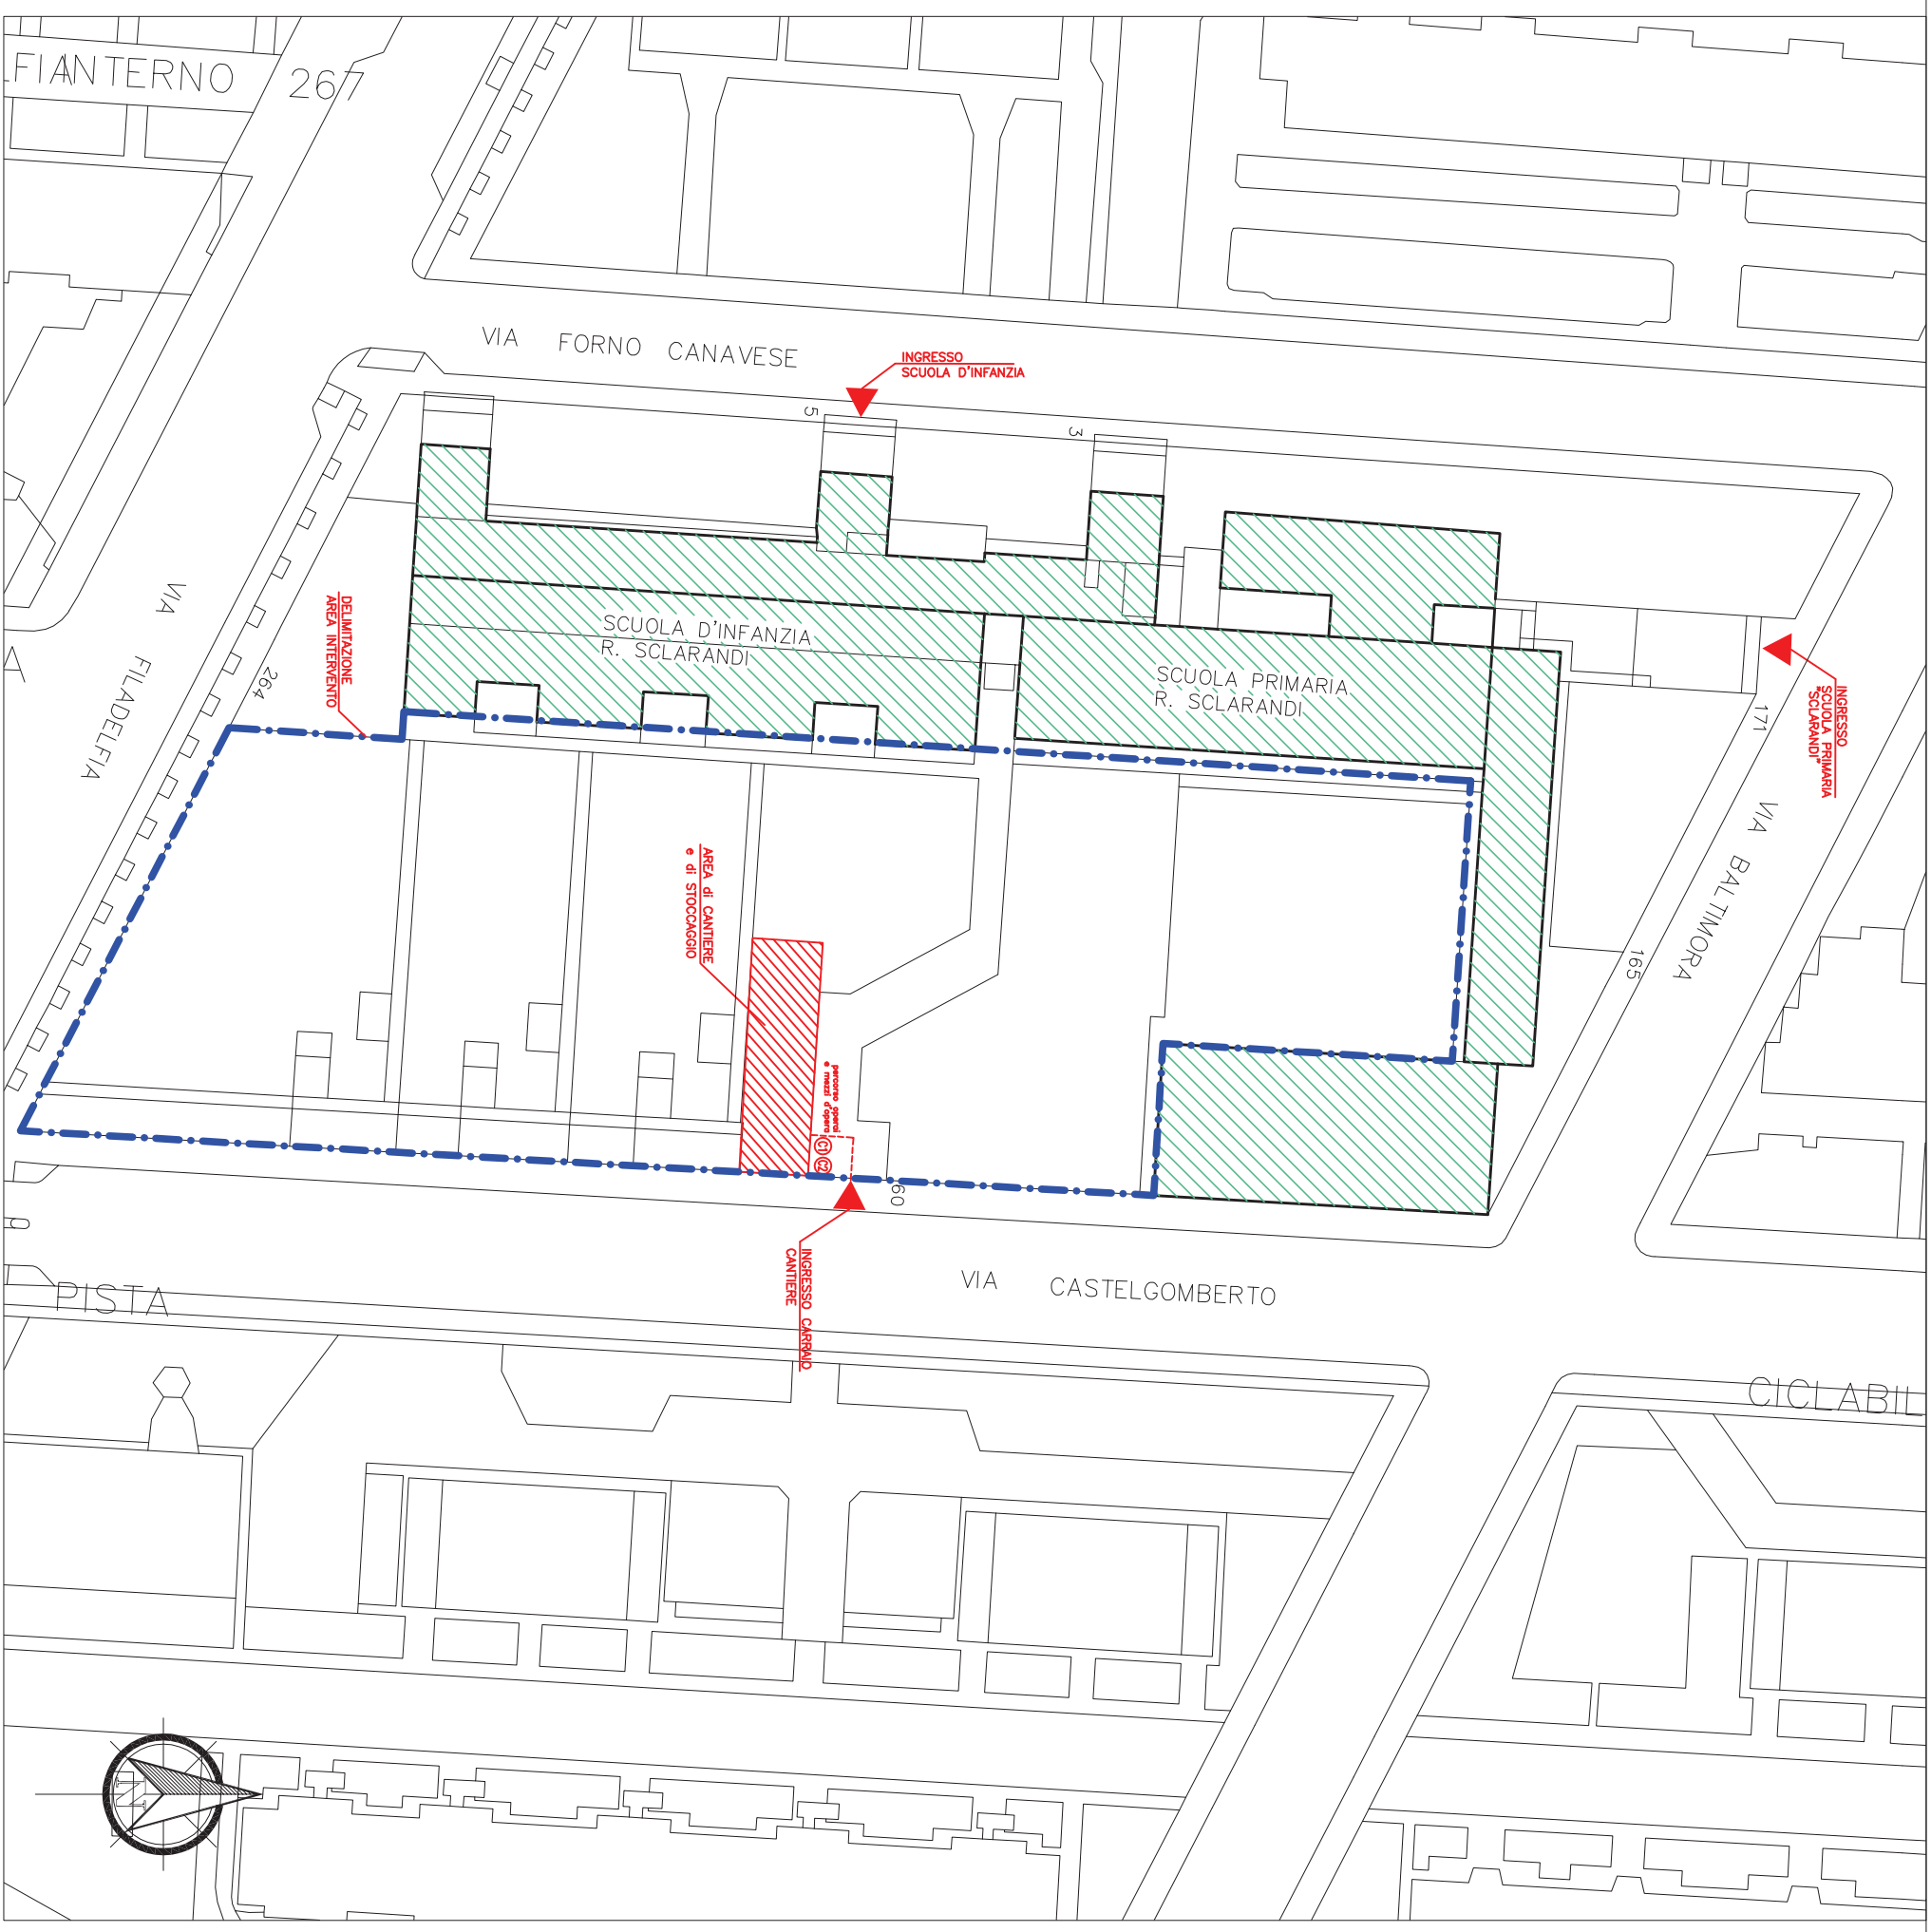 FIANTERNO 267
VIA FORNO CANAVESE
INGRESSO
SCUOLA D'INFANZIA
5
3
VIA FILADELFIA
264
DELIMITAZIONE
AREA INTERVENTO
SCUOLA D'INFANZIA
R. SCLARANDI
SCUOLA PRIMARIA
R. SCLARANDI
INGRESSO
SCUOLA PRIMARIA
"SCLARANDI"
171
VIA BALTIMORA
165
A
AREA di CANTIERE
e di STOCCAGGIO
percorso operai
e mezzi d'opera
C1 C2
60
INGRESSO CARRAIO
CANTIERE
VIA CASTELGOMBERTO
PISTA
CICLABIL
N